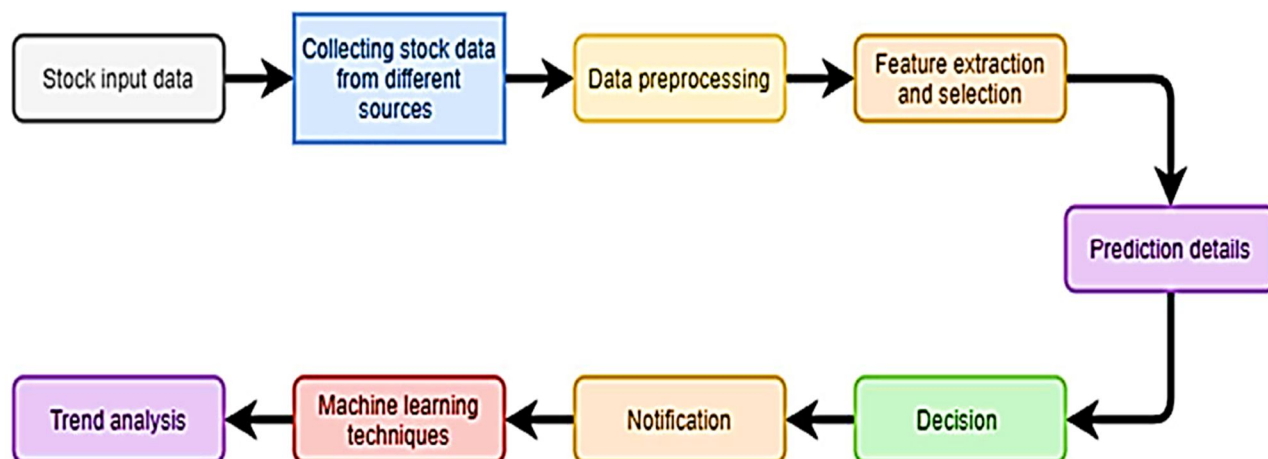 Stock input data
Collecting stock data
from different
sources
Data preprocessing
Feature extraction
and selection
Prediction details
Decision
Notification
Machine learning
techniques
Trend analysis